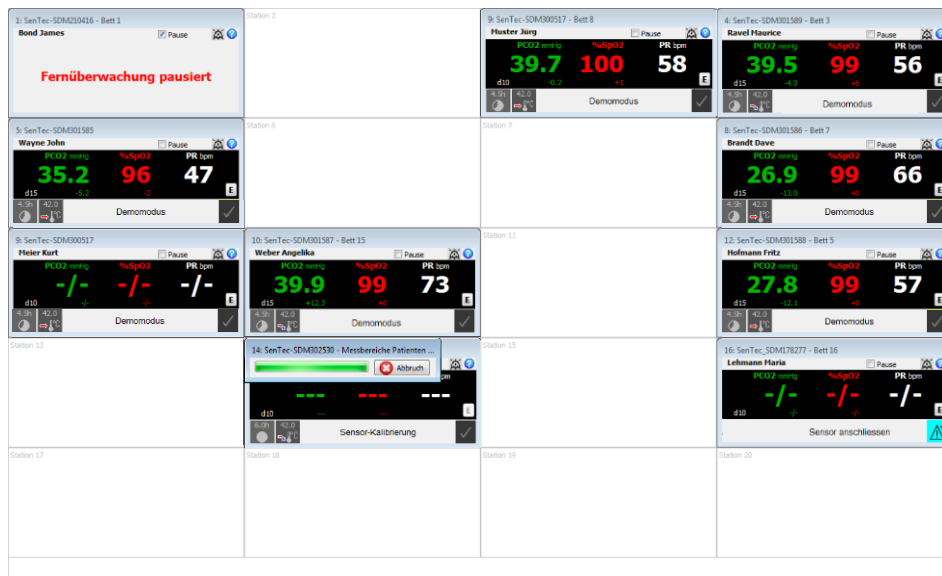 1: SenTec-SDM210416 - Bett 1
Bond James Pause
Fernüberwachung pausiert
Station 2
9: SenTec-SDM300517 - Bett 8
Muster Jürg Pause
PCO2 mmHg %SpO2 PR bpm
39.7 100 58
d10 -0.2 +1 E
4.5h 42.0 °C Demomodus
4: SenTec-SDM301589 - Bett 3
Ravel Maurice Pause
PCO2 mmHg %SpO2 PR bpm
39.5 99 56
d15 -4.0 +6 E
4.5h 42.0 °C Demomodus
5: SenTec-SDM301585
Wayne John Pause
PCO2 mmHg %SpO2 PR bpm
35.2 96 47
d15 -5.2 -2 E
4.5h 42.0 °C Demomodus
Station 6
Station 7
8: SenTec-SDM301586 - Bett 7
Brandt Dave Pause
PCO2 mmHg %SpO2 PR bpm
26.9 99 66
d15 -13.0 +0 E
4.5h 42.0 °C Demomodus
9: SenTec-SDM300517
Meier Kurt Pause
PCO2 mmHg %SpO2 PR bpm
-/- -/- -/-
d10 -/- -/- E
4.5h 42.0 °C Demomodus
10: SenTec-SDM301587 - Bett 15
Weber Angelika Pause
PCO2 mmHg %SpO2 PR bpm
39.9 99 73
d15 +12.3 +0 E
4.5h 42.0 °C Demomodus
Station 11
12: SenTec-SDM301588 - Bett 5
Hofmann Fritz Pause
PCO2 mmHg %SpO2 PR bpm
27.8 99 57
d15 -12.1 +0 E
4.5h 42.0 °C Demomodus
Station 13
14: SenTec-SDM302530 - Messbereiche Patienten ...
Abbruch
--- --- ---
d10 --- --- E
6.0h 42.0 °C Sensor-Kalibrierung
Station 15
16: SenTec_SDM178277 - Bett 16
Lehmann Maria Pause
PCO2 mmHg %SpO2 PR bpm
-/- -/- -/-
d10 -/- -/- E
Sensor anschliessen
Station 17
Station 18
Station 19
Station 20